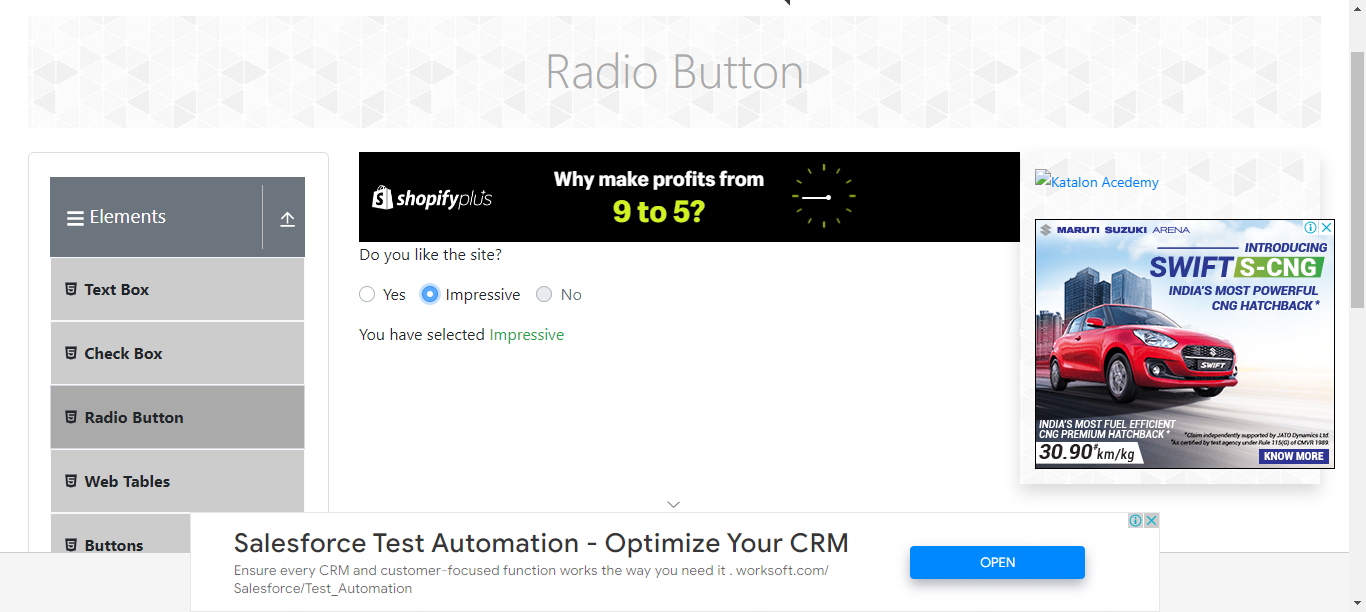 Radio Button
Elements
Text Box
Check Box
Radio Button
Web Tables
Buttons
shopifyplus
Why make profits from
9 to 5?
Do you like the site?
Yes
Impressive
No
You have selected Impressive
Katalon Acedemy
MARUTI SUZUKI ARENA
INTRODUCING
SWIFT S-CNG
INDIA'S MOST POWERFUL
CNG HATCHBACK*
SWIFT
INDIA'S MOST FUEL EFFICIENT
CNG PREMIUM HATCHBACK*
30.90#km/kg
*Claim independently supported by JATO Dynamics Ltd.
#As certified by test agency under Rule 115(G) of CMVR 1989.
KNOW MORE
Salesforce Test Automation - Optimize Your CRM
Ensure every CRM and customer-focused function works the way you need it . worksoft.com/
Salesforce/Test_Automation
OPEN